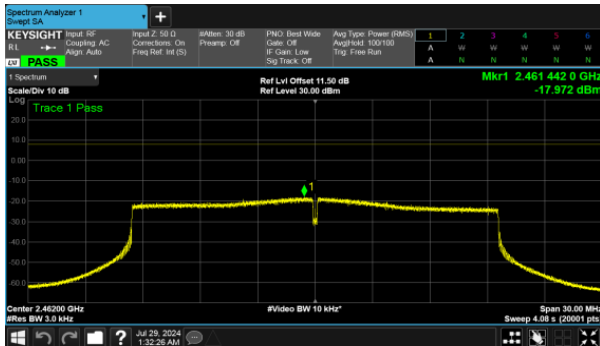 Spectrum Analyzer 1
Swept SA
KEYSIGHT
Input: RF
Input Z: 50 Ω
#Atten: 30 dB
PNO: Best Wide
Avg Type: Power (RMS)
1 2 3 4 5 6
RL
Coupling: AC
Corrections: On
Preamp: Off
Gate: Off
Avg|Hold: 100/100
A W W W W W
Align: Auto
Freq Ref: Int (S)
IF Gain: Low
Trig: Free Run
LXI PASS
Sig Track: Off
A N N N N N
1 Spectrum
Ref Lvl Offset 11.50 dB
Mkr1 2.461 442 0 GHz
Scale/Div 10 dB
Ref Level 30.00 dBm
-17.972 dBm
Log
Trace 1 Pass
20.0
10.0
0.00
-10.0
1
-20.0
-30.0
-40.0
-50.0
-60.0
Center 2.46200 GHz
#Video BW 10 kHz*
Span 30.00 MHz
#Res BW 3.0 kHz
Sweep 4.08 s (20001 pts)
?
Jul 29, 2024
1:32:26 AM